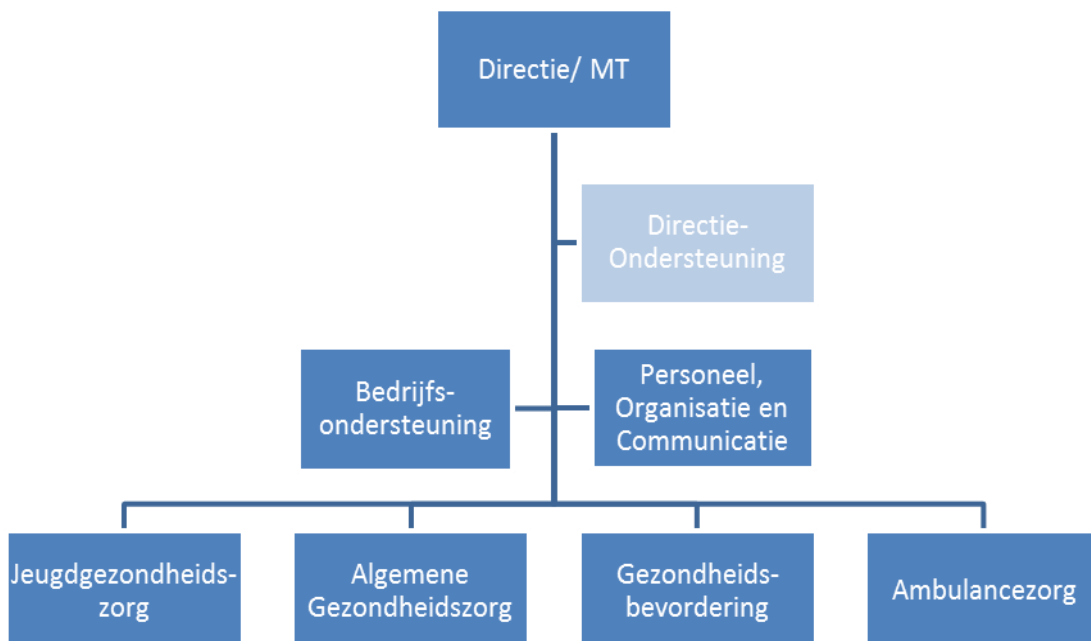 Directie/ MT
Directie-
Ondersteuning
Bedrijfs-
ondersteuning
Personeel,
Organisatie en
Communicatie
Jeugdgezondheids-
zorg
Algemene
Gezondheidszorg
Gezondheids-
bevordering
Ambulancezorg